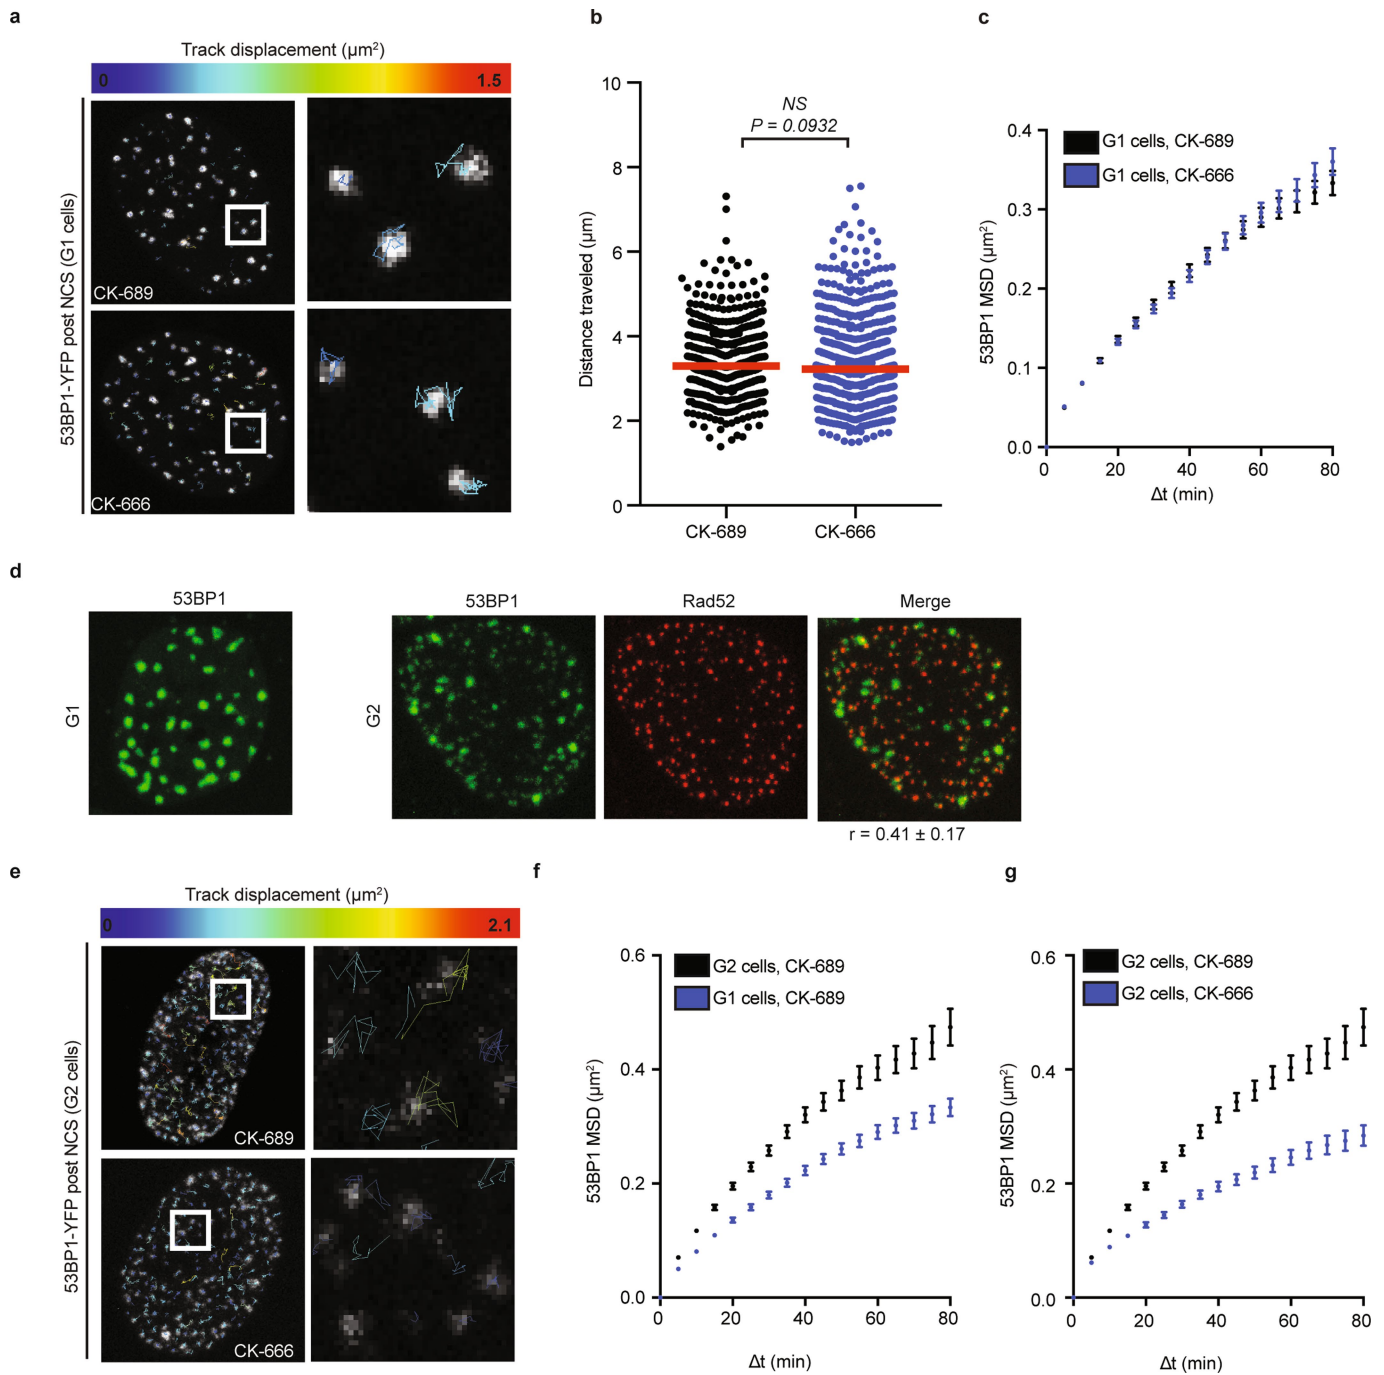 a
Track displacement (µm²)
0 1.5
53BP1-YFP post NCS (G1 cells)
CK-689
CK-666
b
NS
P = 0.0932
Distance traveled (µm)
10
8
6
4
2
0
CK-689 CK-666
c
G1 cells, CK-689
G1 cells, CK-666
53BP1 MSD (µm²)
0.4
0.3
0.2
0.1
0.0
0 20 40 60 80
Δt (min)
d
53BP1
G1
53BP1 Rad52 Merge
G2
r = 0.41 ± 0.17
e
Track displacement (µm²)
0 2.1
53BP1-YFP post NCS (G2 cells)
CK-689
CK-666
f
G2 cells, CK-689
G1 cells, CK-689
53BP1 MSD (µm²)
0.6
0.4
0.2
0.0
0 20 40 60 80
Δt (min)
g
G2 cells, CK-689
G2 cells, CK-666
53BP1 MSD (µm²)
0.6
0.4
0.2
0.0
0 20 40 60 80
Δt (min)